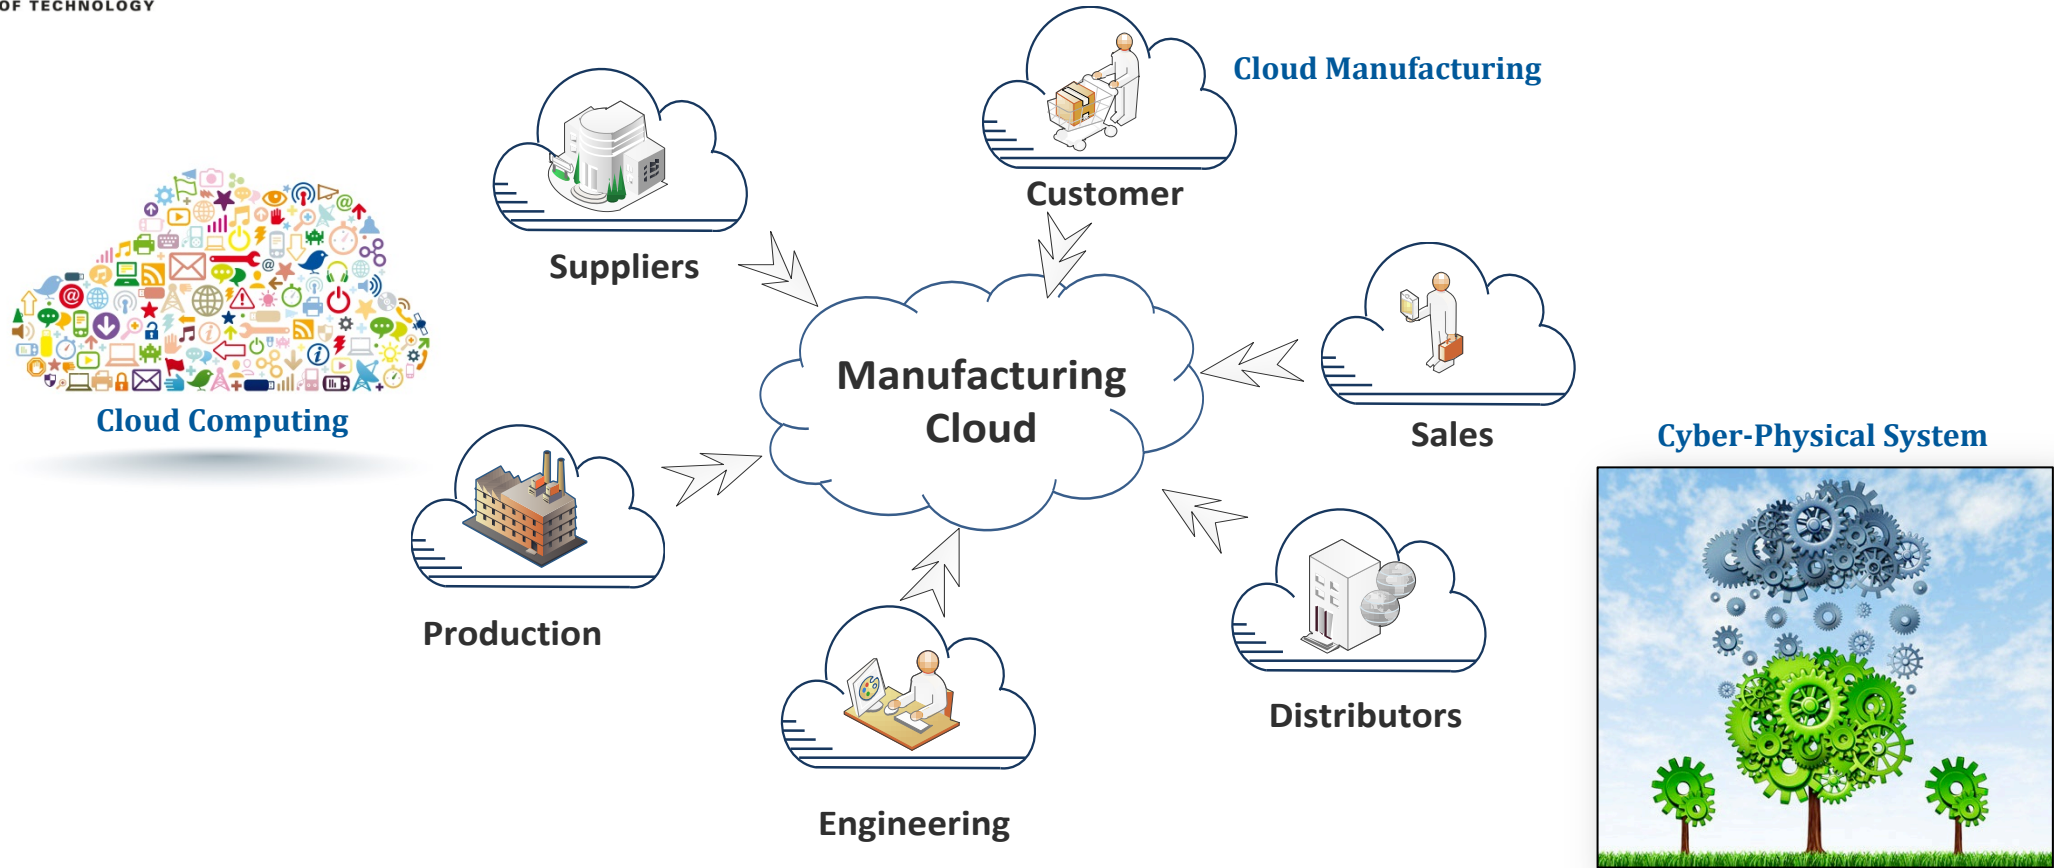 OF TECHNOLOGY
Cloud Manufacturing
Customer
Suppliers
Manufacturing
Cloud
Cloud Computing
Sales
Cyber-Physical System
Production
Distributors
Engineering